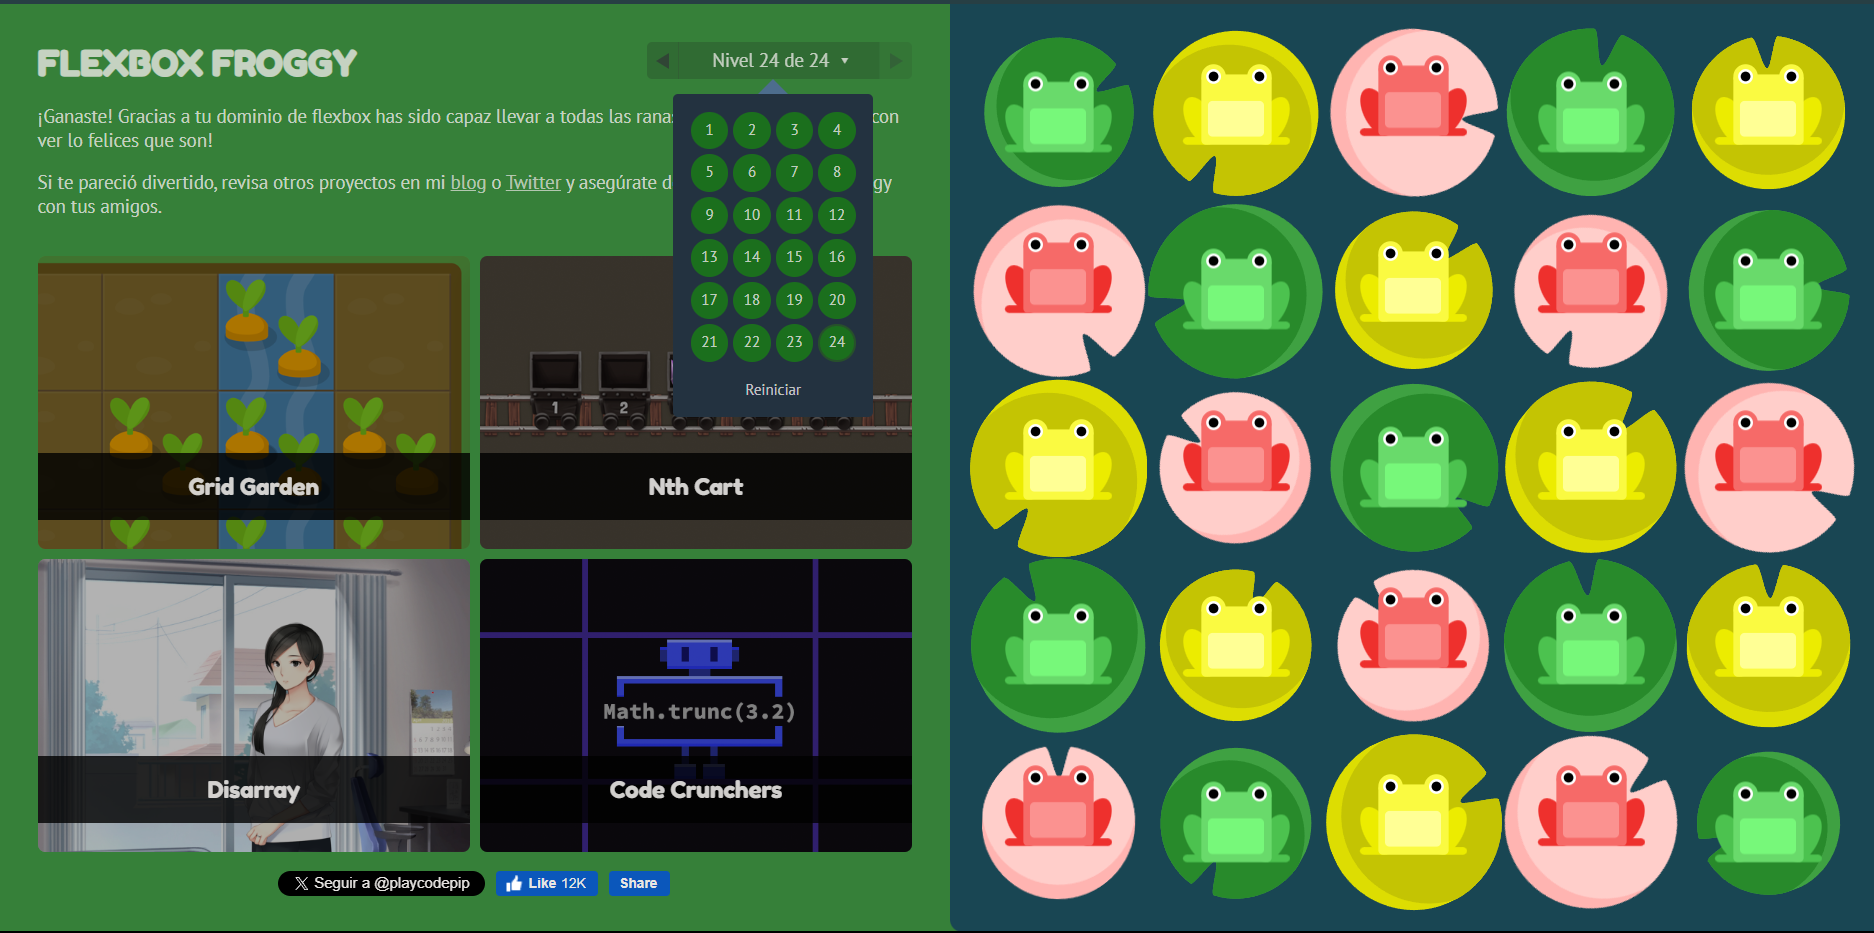 FLEXBOX FROGGY
Nivel 24 de 24
¡Ganaste! Gracias a tu dominio de flexbox has sido capaz llevar a todas las ranas con
ver lo felices que son!
Si te pareció divertido, revisa otros proyectos en mi blog o Twitter y asegúrate d gy
con tus amigos.
1 2 3 4
5 6 7 8
9 10 11 12
13 14 15 16
17 18 19 20
21 22 23 24
Reiniciar
1 2
Grid Garden
Nth Cart
Math.trunc(3.2)
Disarray
Code Crunchers
Seguir a @playcodepip
Like 12K
Share